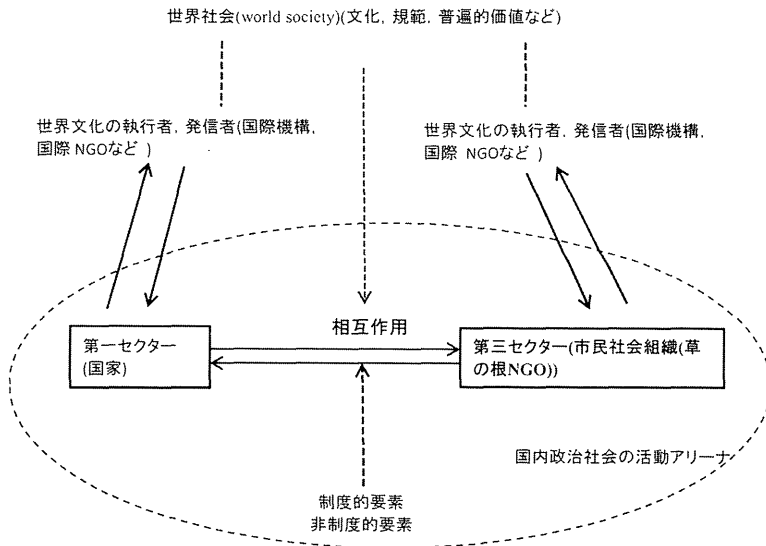 世界社会(world society)(文化, 規範, 普遍的価値など)
世界文化の執行者, 発信者(国際機構,
国際 NGOなど )
世界文化の執行者, 発信者(国際機構,
国際 NGOなど )
相互作用
第一セクター
(国家)
第三セクター(市民社会組織(草
の根NGO))
国内政治社会の活動アリーナ
制度的要素
非制度的要素